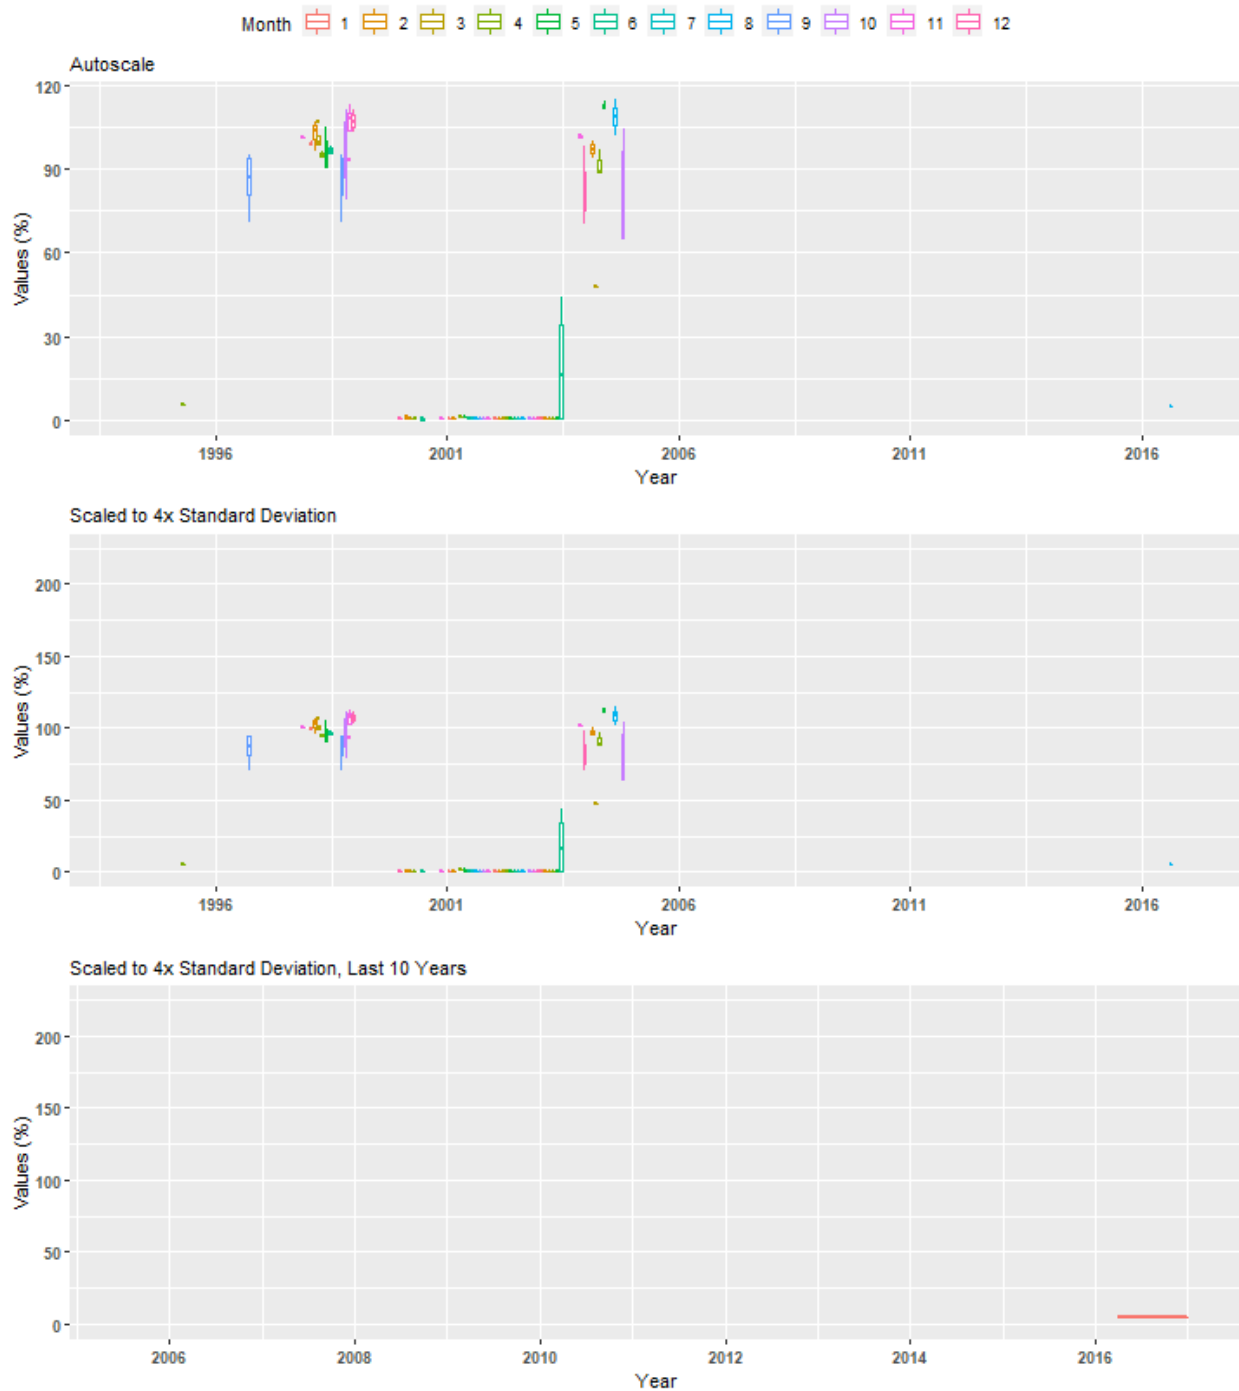 Month 1 2 3 4 5 6 7 8 9 10 11 12
Autoscale
Values (%)
120
90
60
30
0
1996 2001 2006 2011 2016
Year
Scaled to 4x Standard Deviation
Values (%)
200
150
100
50
0
1996 2001 2006 2011 2016
Year
Scaled to 4x Standard Deviation, Last 10 Years
Values (%)
200
150
100
50
0
2006 2008 2010 2012 2014 2016
Year